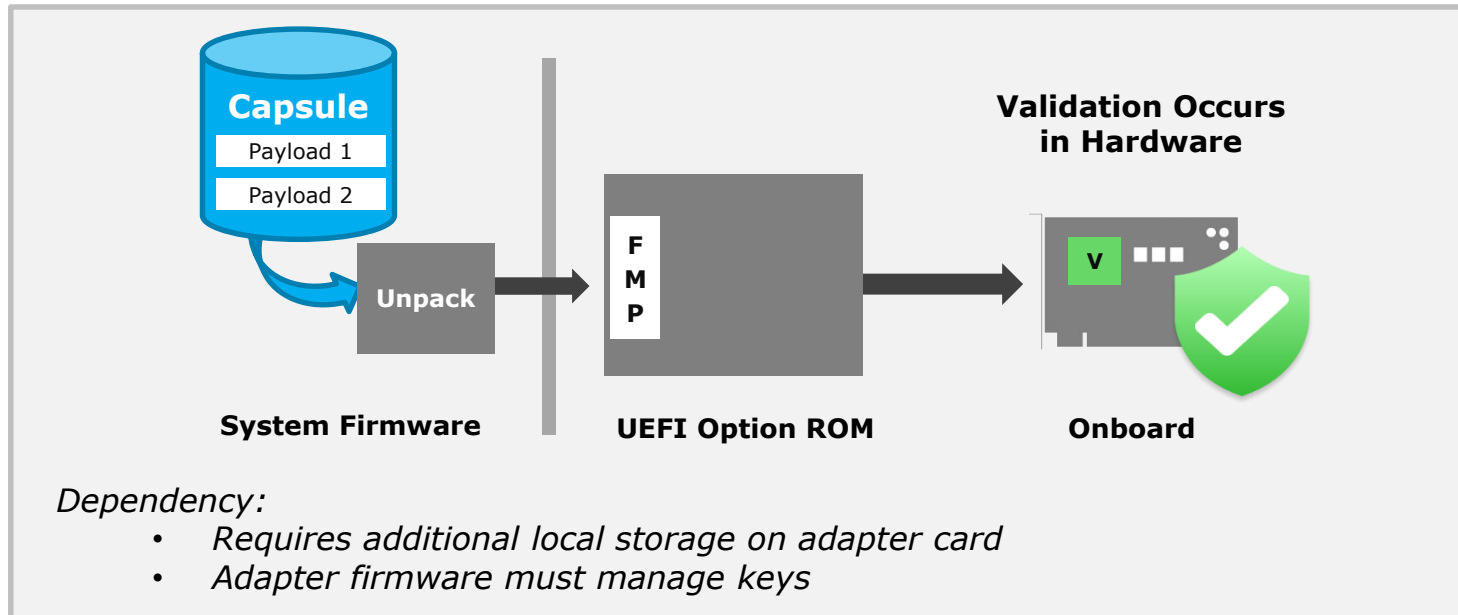 Capsule
Payload 1
Payload 2
Unpack
System Firmware
F
M
P
UEFI Option ROM
Validation Occurs
in Hardware
V
Onboard
Dependency:
• Requires additional local storage on adapter card
• Adapter firmware must manage keys